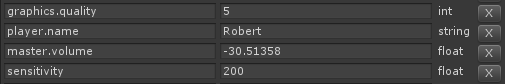 graphics.quality 5 int X
player.name Robert string X
master.volume -30.51358 float X
sensitivity 200 float X